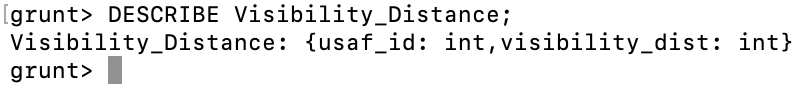 grunt> DESCRIBE Visibility_Distance;
Visibility_Distance: {usaf_id: int,visibility_dist: int}
grunt>